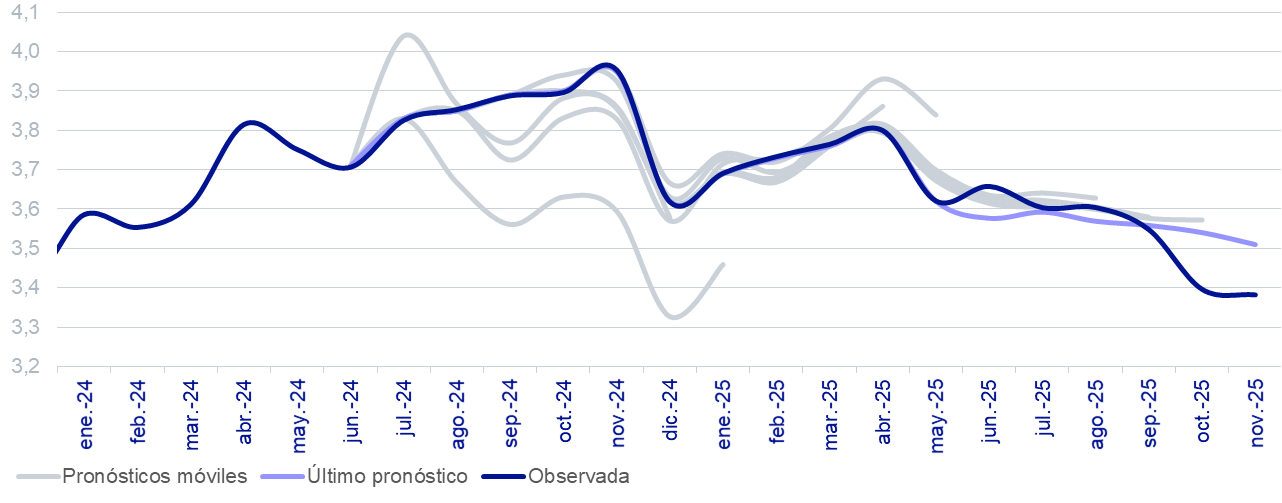 4,1
4,0
3,9
3,8
3,7
3,6
3,5
3,4
3,3
3,2
ene.-24
feb.-24
mar.-24
abr.-24
may.-24
jun.-24
jul.-24
ago.-24
sep.-24
oct.-24
nov.-24
dic.-24
ene.-25
feb.-25
mar.-25
abr.-25
may.-25
jun.-25
jul.-25
ago.-25
sep.-25
oct.-25
nov.-25
Pronósticos móviles Último pronóstico Observada